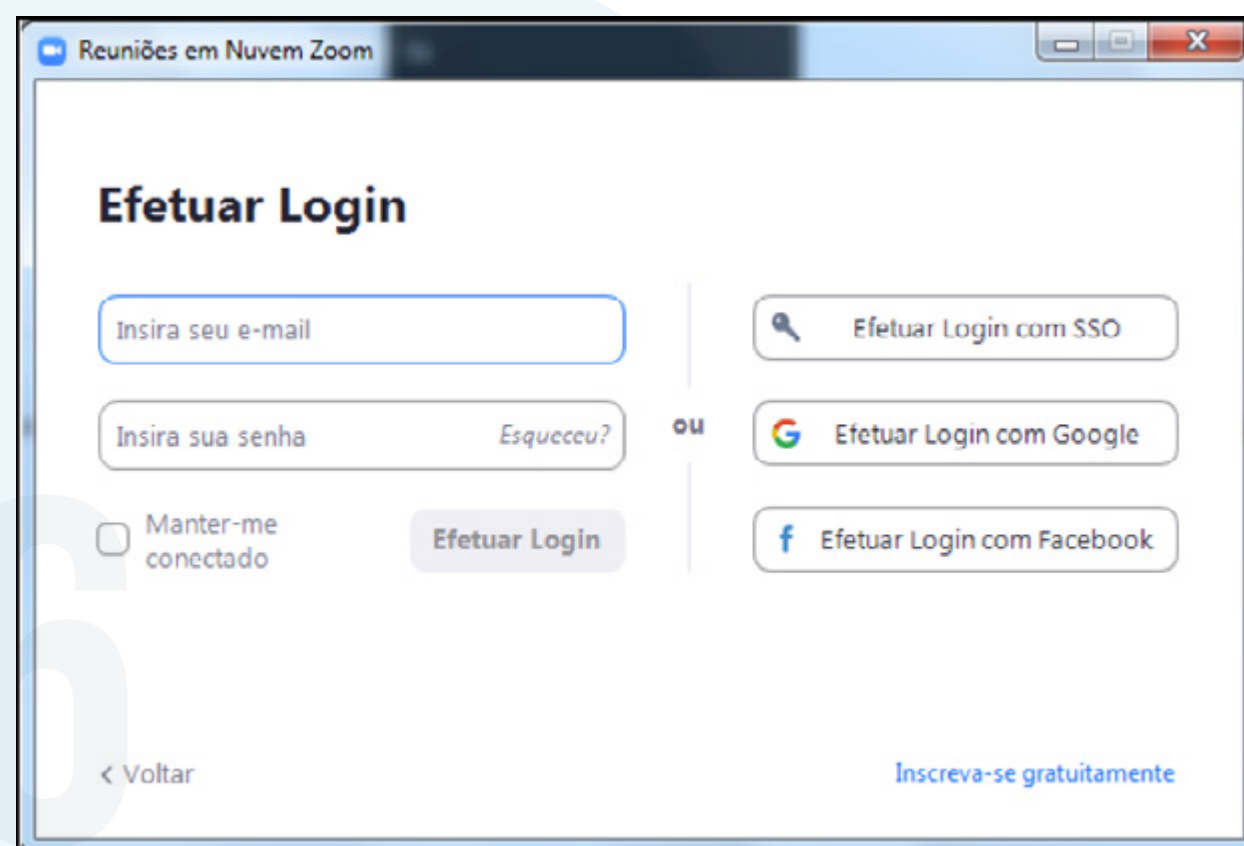 Reuniões em Nuvem Zoom
Efetuar Login
Insira seu e-mail
Insira sua senha
Esqueceu?
Manter-me
conectado
Efetuar Login
ou
Efetuar Login com SSO
Efetuar Login com Google
Efetuar Login com Facebook
< Voltar
Inscreva-se gratuitamente
6